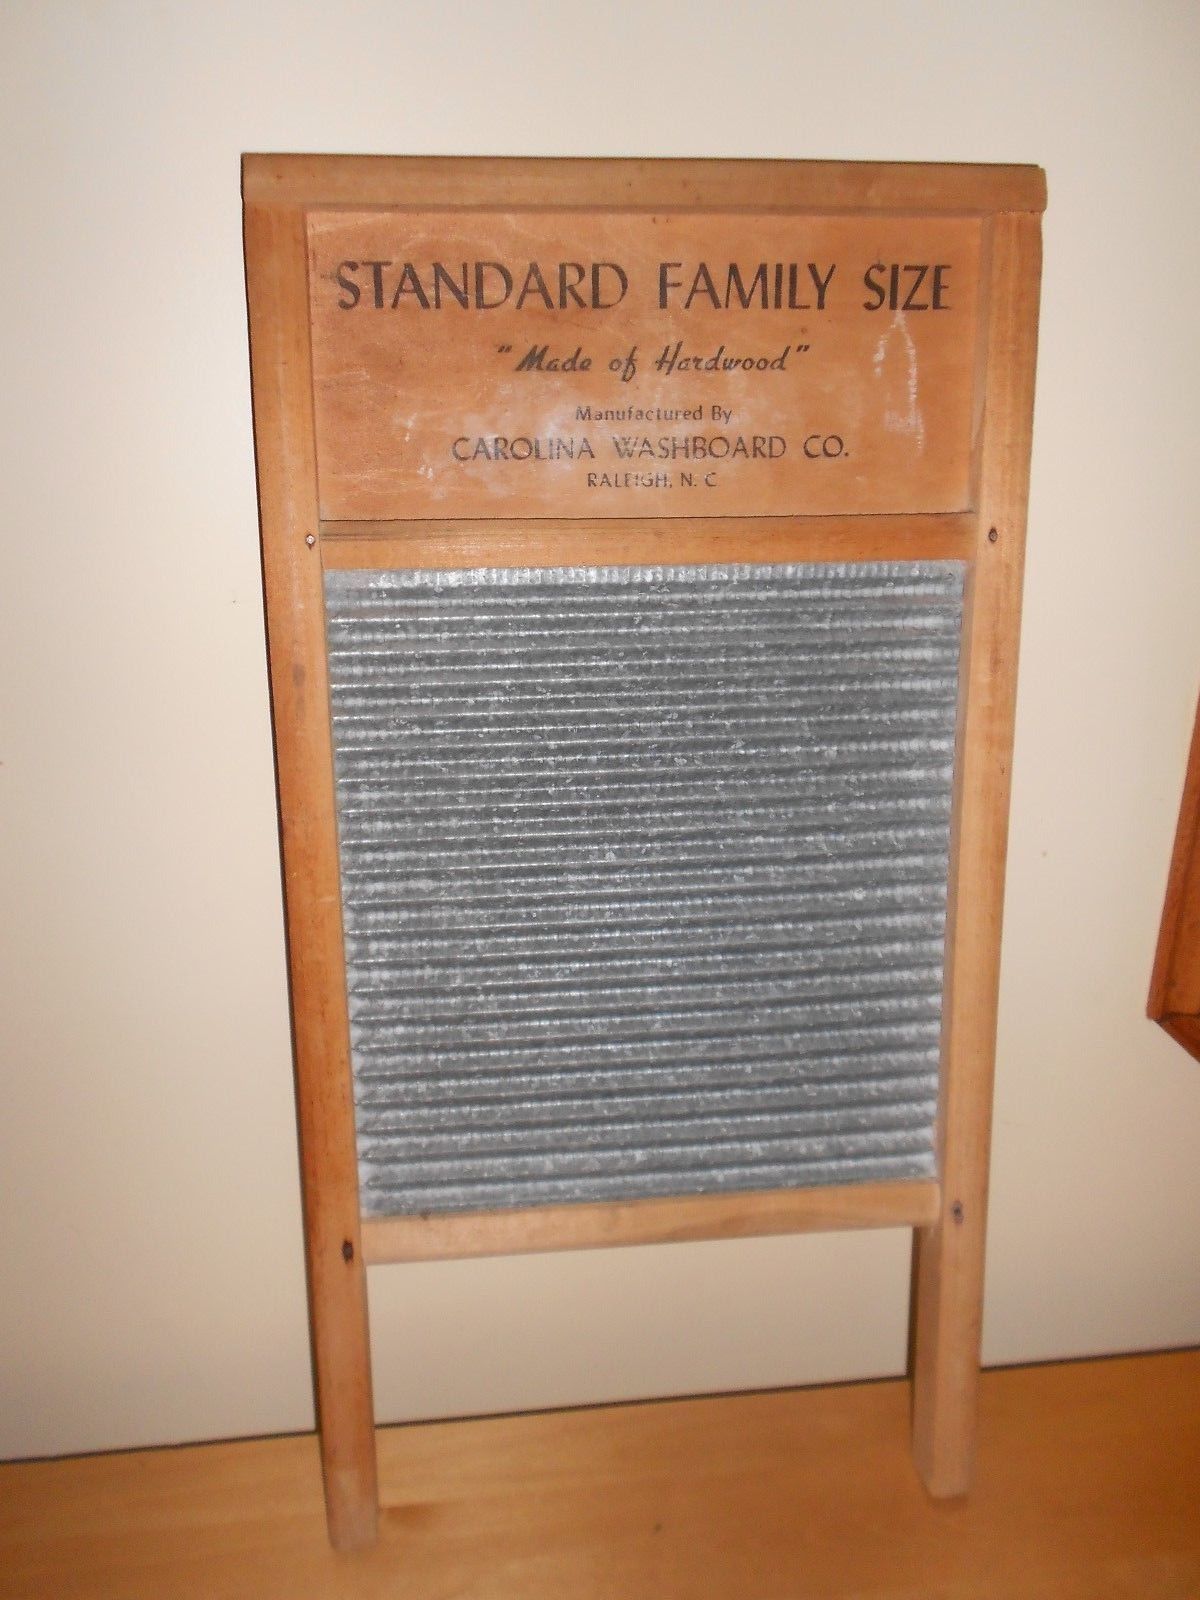 STANDARD FAMILY SIZE
"Made of Hardwood"
Manufactured By
CAROLINA WASHBOARD CO.
RALEIGH, N. C